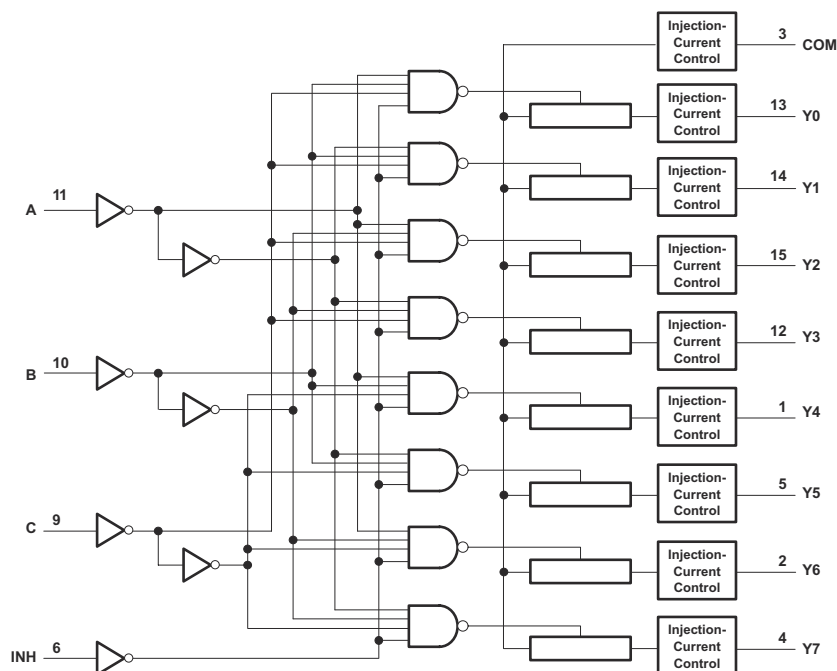 Injection-
Current
Control
3
COM
Injection-
Current
Control
13
Y0
Injection-
Current
Control
14
Y1
A
11
Injection-
Current
Control
15
Y2
Injection-
Current
Control
12
Y3
B
10
Injection-
Current
Control
1
Y4
Injection-
Current
Control
5
Y5
C
9
Injection-
Current
Control
2
Y6
INH
6
Injection-
Current
Control
4
Y7